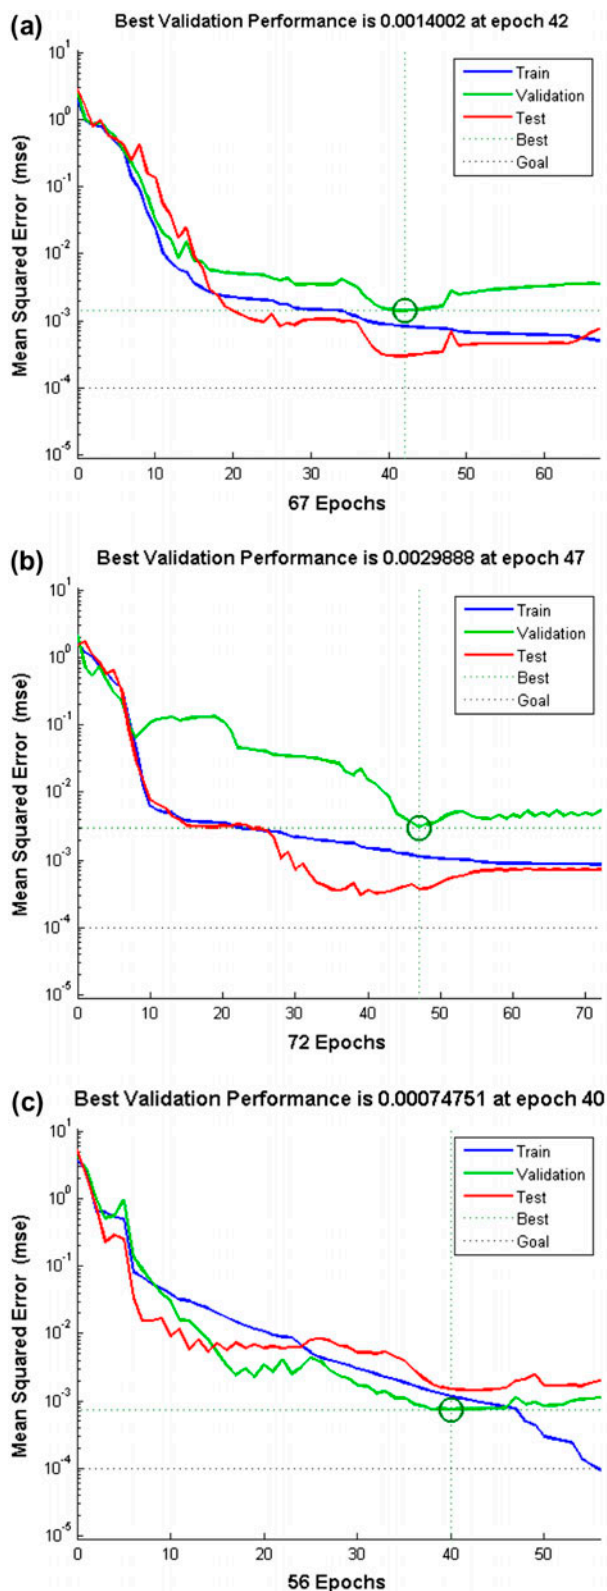 (a) Best Validation Performance is 0.0014002 at epoch 42
Train
Validation
Test
Best
Goal
Mean Squared Error (mse)
10^0
10^-1
10^-2
10^-3
10^-4
10^-5
0 10 20 30 40 50 60
67 Epochs
(b) Best Validation Performance is 0.0029888 at epoch 47
Train
Validation
Test
Best
Goal
Mean Squared Error (mse)
10^1
10^0
10^-1
10^-2
10^-3
10^-4
10^-5
0 10 20 30 40 50 60 70
72 Epochs
(c) Best Validation Performance is 0.00074751 at epoch 40
Train
Validation
Test
Best
Goal
Mean Squared Error (mse)
10^1
10^0
10^-1
10^-2
10^-3
10^-4
10^-5
0 10 20 30 40 50
56 Epochs